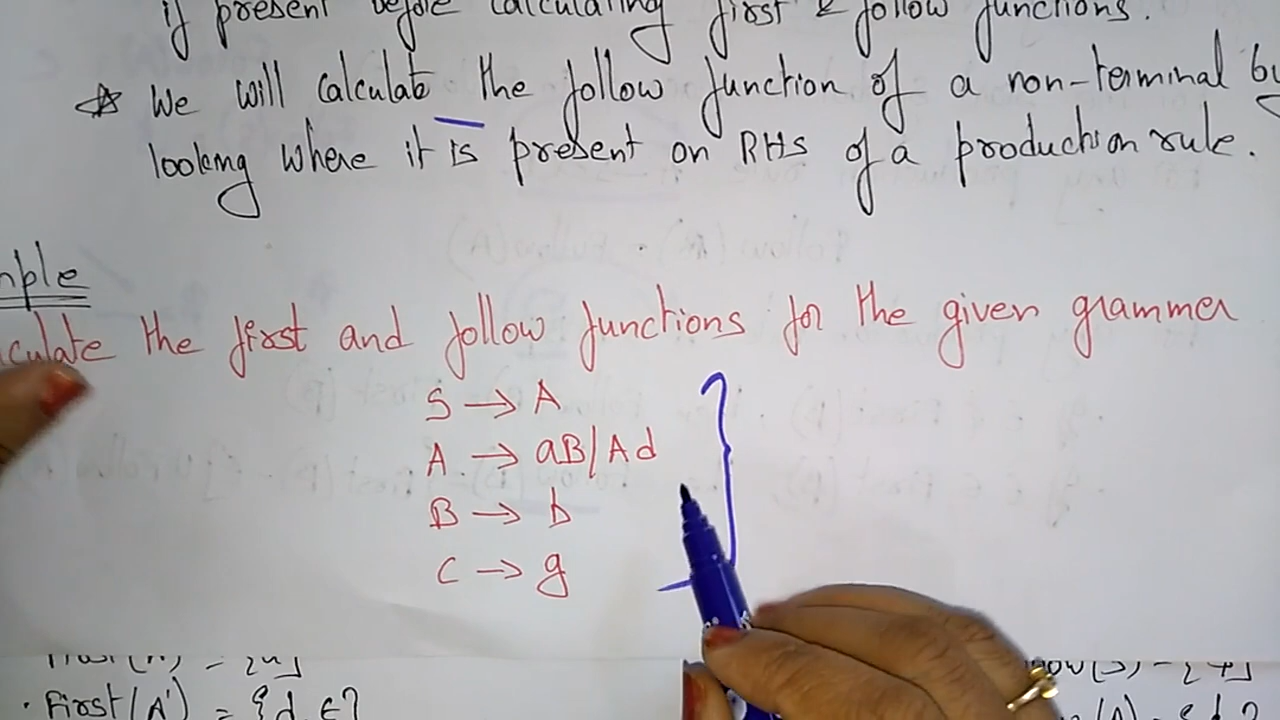 if present before calculating first & follow functions.
☆ We will calculate the follow function of a non-terminal by
looking where it is present on RHS of a production rule.
mple
culate the first and follow functions for the given grammer
S → A
A → aB/Ad
B → b
C → g
First(A) = {a}
· First(A') = {d, ∈}